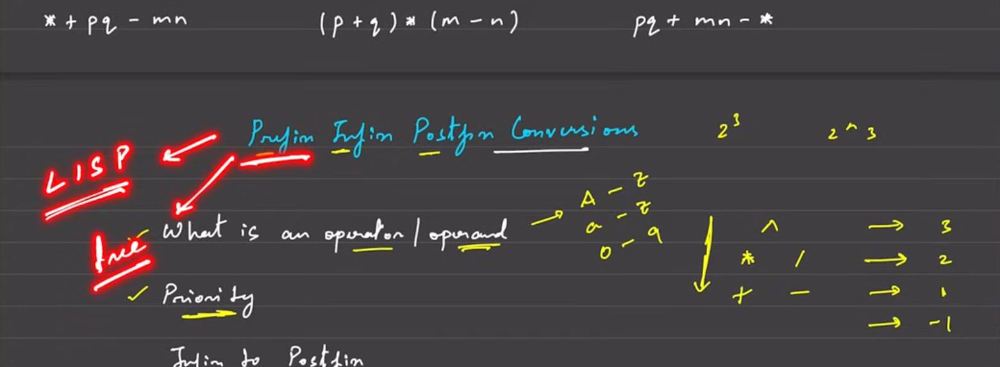 * + pq - mn (p + q) * (m - n) pq + mn - *
Prefix Infix Postfix Conversions 2^3 2 ^ 3
LISP
A - Z
What is an operator / operand → a - z
0 - 9
^ → 3
Tree
* / → 2
Priority + - → 1
→ -1
Infix to Postfix